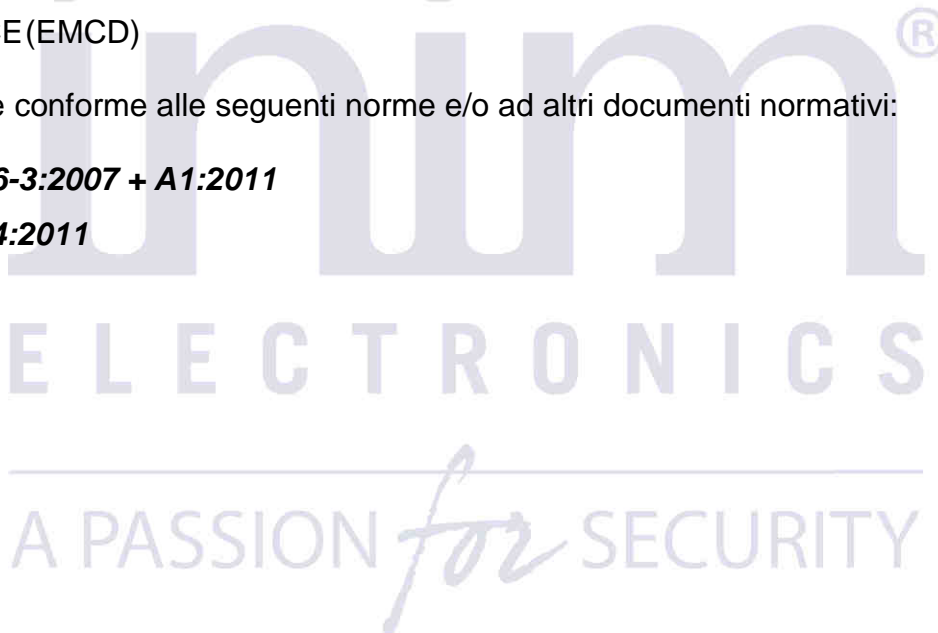 E (EMCD)
inim®
e conforme alle seguenti norme e/o ad altri documenti normativi:
6-3:2007 + A1:2011
4:2011
ELECTRONICS
A PASSION for SECURITY